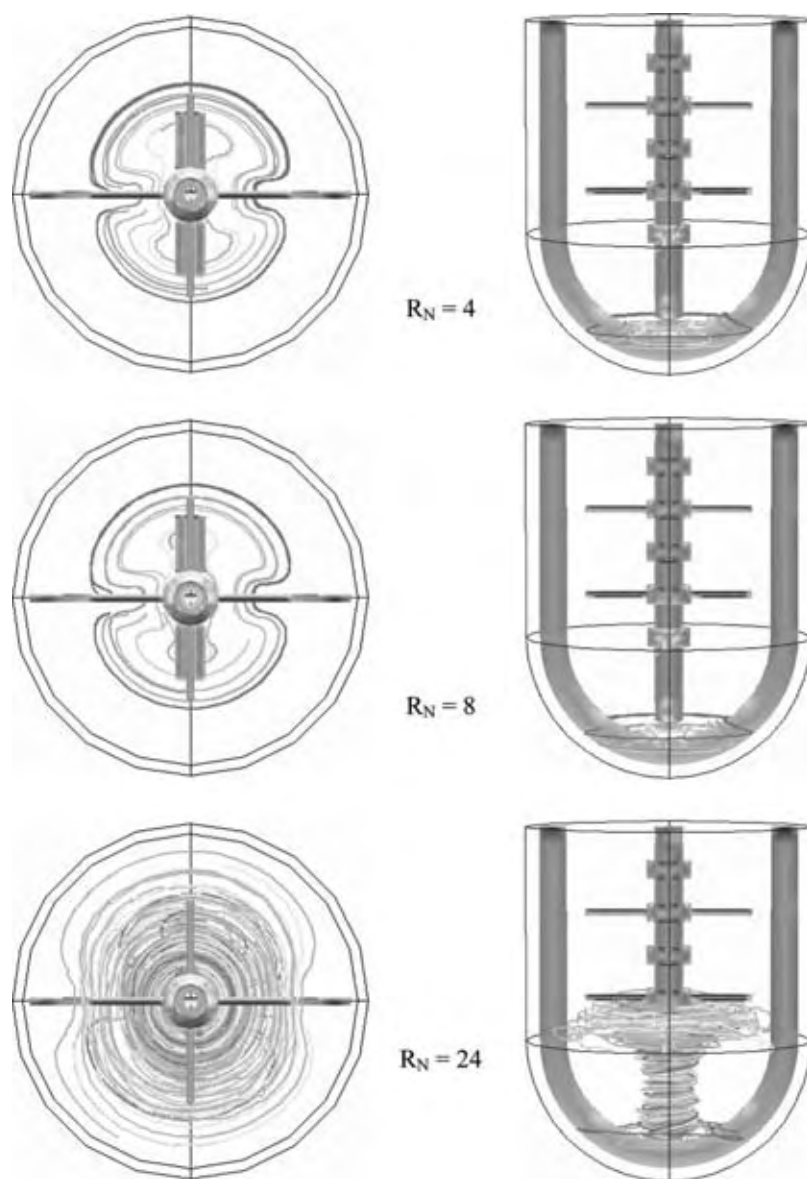 R_N = 4
R_N = 8
R_N = 24